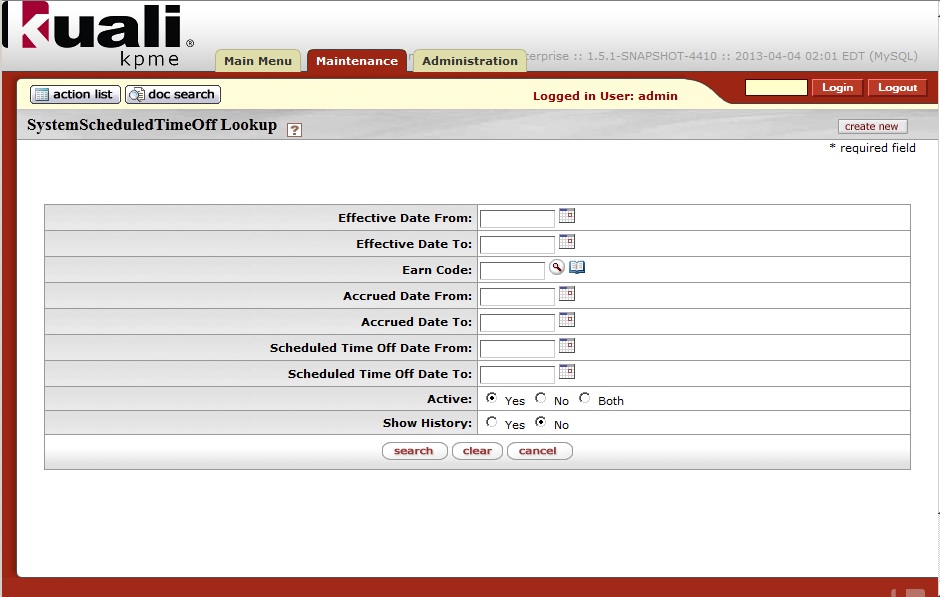 kuali®
kpme
Main Menu
Maintenance
Administration
erprise :: 1.5.1-SNAPSHOT-4410 :: 2013-04-04 02:01 EDT (MySQL)
action list
doc search
Logged in User: admin
Login
Logout
SystemScheduledTimeOff Lookup
?
create new
* required field
Effective Date From:
Effective Date To:
Earn Code:
Accrued Date From:
Accrued Date To:
Scheduled Time Off Date From:
Scheduled Time Off Date To:
Active: Yes No Both
Show History: Yes No
search clear cancel